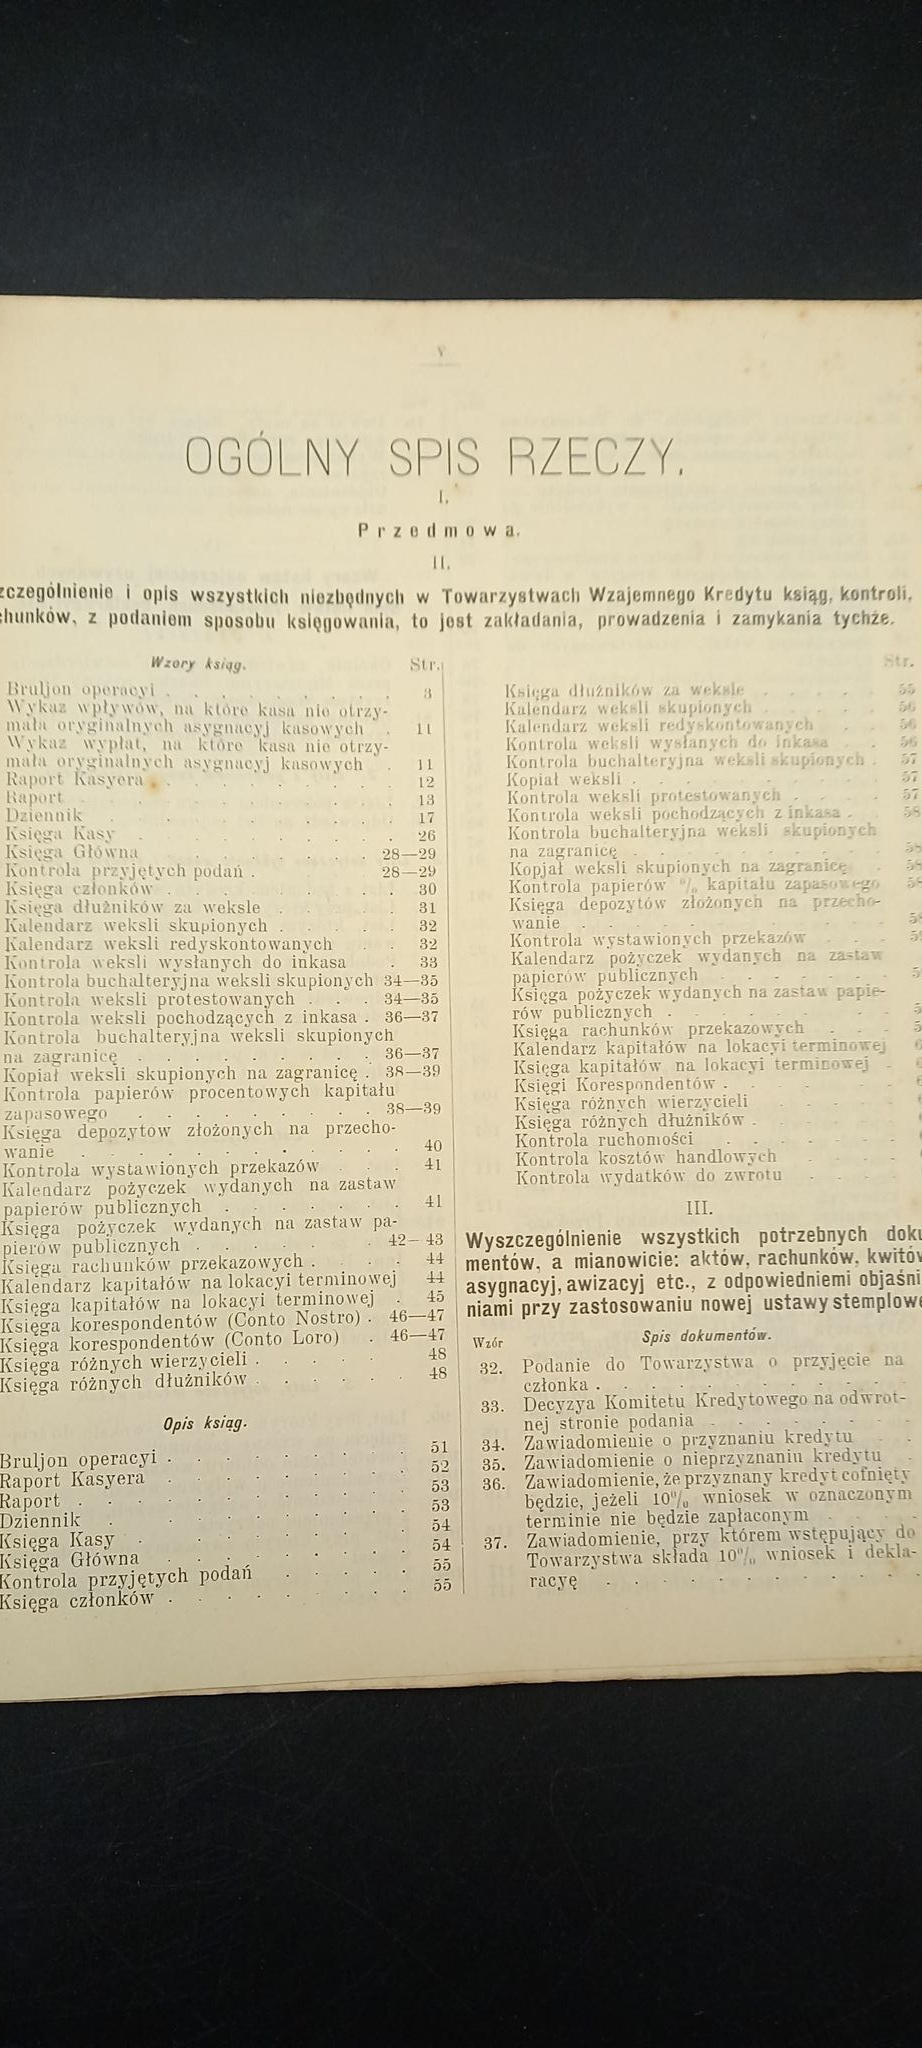 V
OGÓLNY SPIS RZECZY.
I.
Przedmowa.
II.
zczególnienie i opis wszystkich niezbędnych w Towarzystwach Wzajemnego Kredytu ksiąg, kontroli,
chunków, z podaniem sposobu księgowania, to jest zakładania, prowadzenia i zamykania tychże.
Wzory ksiąg. Str.
Bruljon operacyi . . . . . . . . . 3
Wykaz wpływów, na które kasa nie otrzy-
mała oryginalnych asygnacyj kasowych . 11
Wykaz wypłat, na które kasa nie otrzy-
mała oryginalnych asygnacyj kasowych . 11
Raport Kasyera . . . . . . . . 12
Raport . . . . . . . . . . 13
Dziennik . . . . . . . . . 17
Księga Kasy . . . . . . . . 26
Księga Główna . . . . . . 28—29
Kontrola przyjętych podań . . . . 28—29
Księga członków . . . . . . . 30
Księga dłużników za weksle . . . . 31
Kalendarz weksli skupionych . . . . 32
Kalendarz weksli redyskontowanych . . 32
Kontrola weksli wysłanych do inkasa . 33
Kontrola buchalteryjna weksli skupionych 34—35
Kontrola weksli protestowanych . . . 34—35
Kontrola weksli pochodzących z inkasa . 36—37
Kontrola buchalteryjna weksli skupionych
na zagranicę . . . . . . . . 36—37
Kopiał weksli skupionych na zagranicę . 38—39
Kontrola papierów procentowych kapitału
zapasowego . . . . . . . . 38—39
Księga depozytow złożonych na przecho-
wanie . . . . . . . . . . 40
Kontrola wystawionych przekazów . . . 41
Kalendarz pożyczek wydanych na zastaw
papierów publicznych . . . . . . 41
Księga pożyczek wydanych na zastaw pa-
pierów publicznych . . . . . . 42—43
Księga rachunków przekazowych . . . . 44
Kalendarz kapitałów na lokacyi terminowej 44
Księga kapitałów na lokacyi terminowej . 45
Księga korespondentów (Conto Nostro) . 46—47
Księga korespondentów (Conto Loro) . 46—47
Księga różnych wierzycieli . . . . . 48
Księga różnych dłużników . . . . . 48
Opis ksiąg.
Bruljon operacyi . . . . . . . . 51
Raport Kasyera . . . . . . . . 52
Raport . . . . . . . . . . 53
Dziennik . . . . . . . . . 53
Księga Kasy . . . . . . . . 54
Księga Główna . . . . . . . 54
Kontrola przyjętych podań . . . . . 55
Księga członków . . . . . . . 55
Str.
Księga dłużników za weksle . . . . . 55
Kalendarz weksli skupionych . . . . . 56
Kalendarz weksli redyskontowanych . . 56
Kontrola weksli wysłanych do inkasa . . 56
Kontrola buchalteryjna weksli skupionych . 57
Kopiał weksli . . . . . . . . . 57
Kontrola weksli protestowanych . . . . 57
Kontrola weksli pochodzących z inkasa . . 58
Kontrola buchalteryjna weksli skupionych
na zagranicę . . . . . . . .
Kopjał weksli skupionych na zagranicę .
Kontrola papierów % kapitału zapasowego
Księga depozytów złożonych na przecho-
wanie . . . . . . . . .
Kontrola wystawionych przekazów . . .
Kalendarz pożyczek wydanych na zastaw
papierów publicznych . . . . . .
Księga pożyczek wydanych na zastaw papie-
rów publicznych . . . . . . . .
Księga rachunków przekazowych . . .
Kalendarz kapitałów na lokacyi terminowej
Księga kapitałów na lokacyi terminowej .
Księgi Korespondentów . . . . . .
Księga różnych wierzycieli . . . . .
Księga różnych dłużników . . . . .
Kontrola ruchomości . . . . . .
Kontrola kosztów handlowych . . . .
Kontrola wydatków do zwrotu . . . .
III.
Wyszczególnienie wszystkich potrzebnych doku
mentów, a mianowicie: aktów, rachunków, kwitów
asygnacyj, awizacyj etc., z odpowiedniemi objaśni
niami przy zastosowaniu nowej ustawy stemplowe
Wzór Spis dokumentów.
32. Podanie do Towarzystwa o przyjęcie na
członka . . . . . . . . .
33. Decyzya Komitetu Kredytowego na odwrot-
nej stronie podania . . . . . .
34. Zawiadomienie o przyznaniu kredytu . .
35. Zawiadomienie o nieprzyznaniu kredytu .
36. Zawiadomienie, że przyznany kredyt cofnięty
będzie, jeżeli 10% wniosek w oznaczonym
terminie nie będzie zapłaconym . . . .
37. Zawiadomienie, przy którem wstępujący do
Towarzystwa składa 10% wniosek i dekla-
racyę . . . . . . . . . .